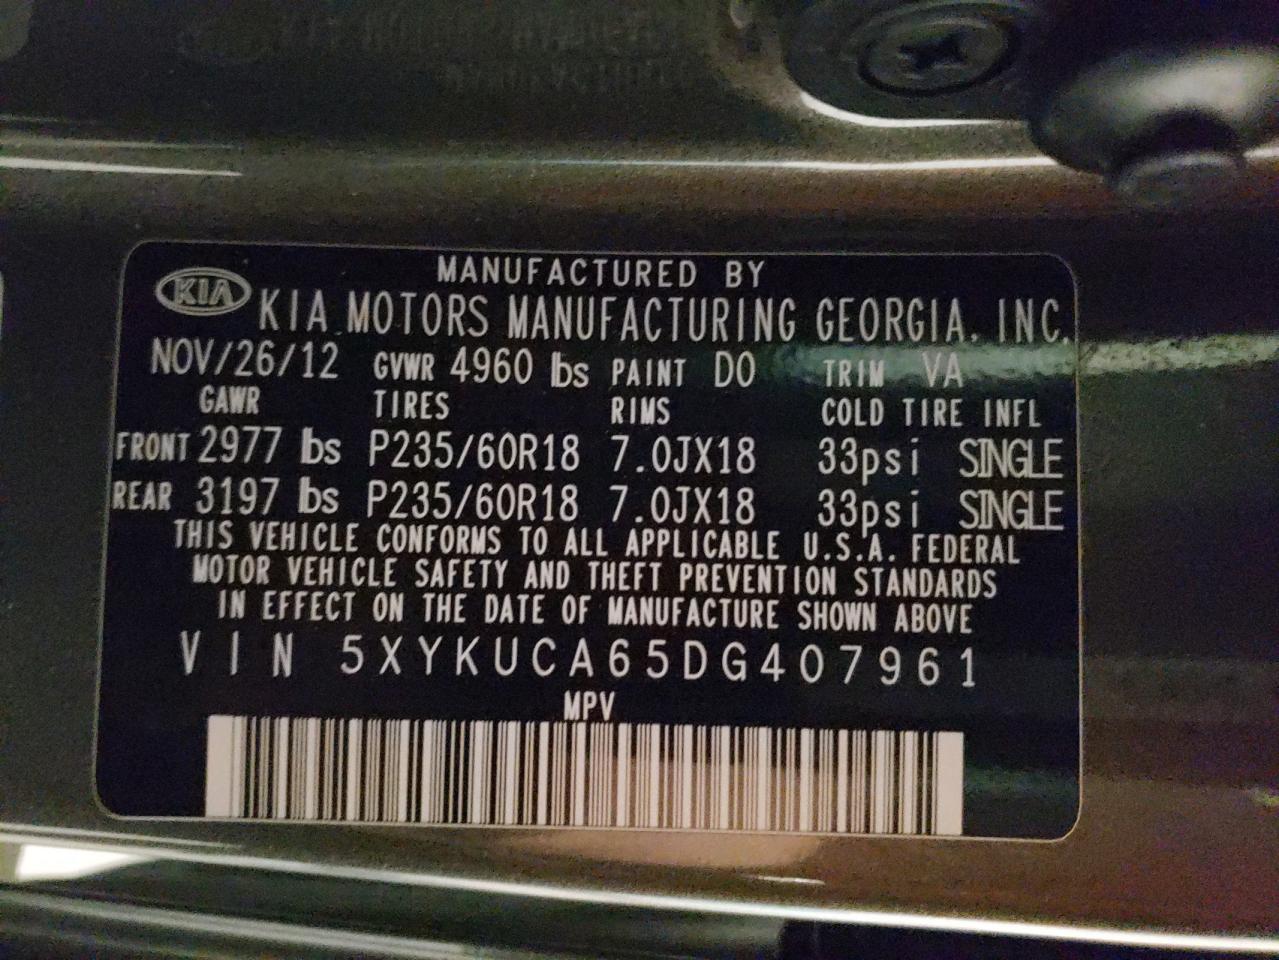 MANUFACTURED BY
KIA KIA MOTORS MANUFACTURING GEORGIA, INC.
NOV/26/12 GVWR 4960 lbs PAINT D0 TRIM VA
GAWR TIRES RIMS COLD TIRE INFL
FRONT 2977 lbs P235/60R18 7.0JX18 33psi SINGLE
REAR 3197 lbs P235/60R18 7.0JX18 33psi SINGLE
THIS VEHICLE CONFORMS TO ALL APPLICABLE U.S.A. FEDERAL
MOTOR VEHICLE SAFETY AND THEFT PREVENTION STANDARDS
IN EFFECT ON THE DATE OF MANUFACTURE SHOWN ABOVE
VIN 5XYKUCA65DG407961
MPV